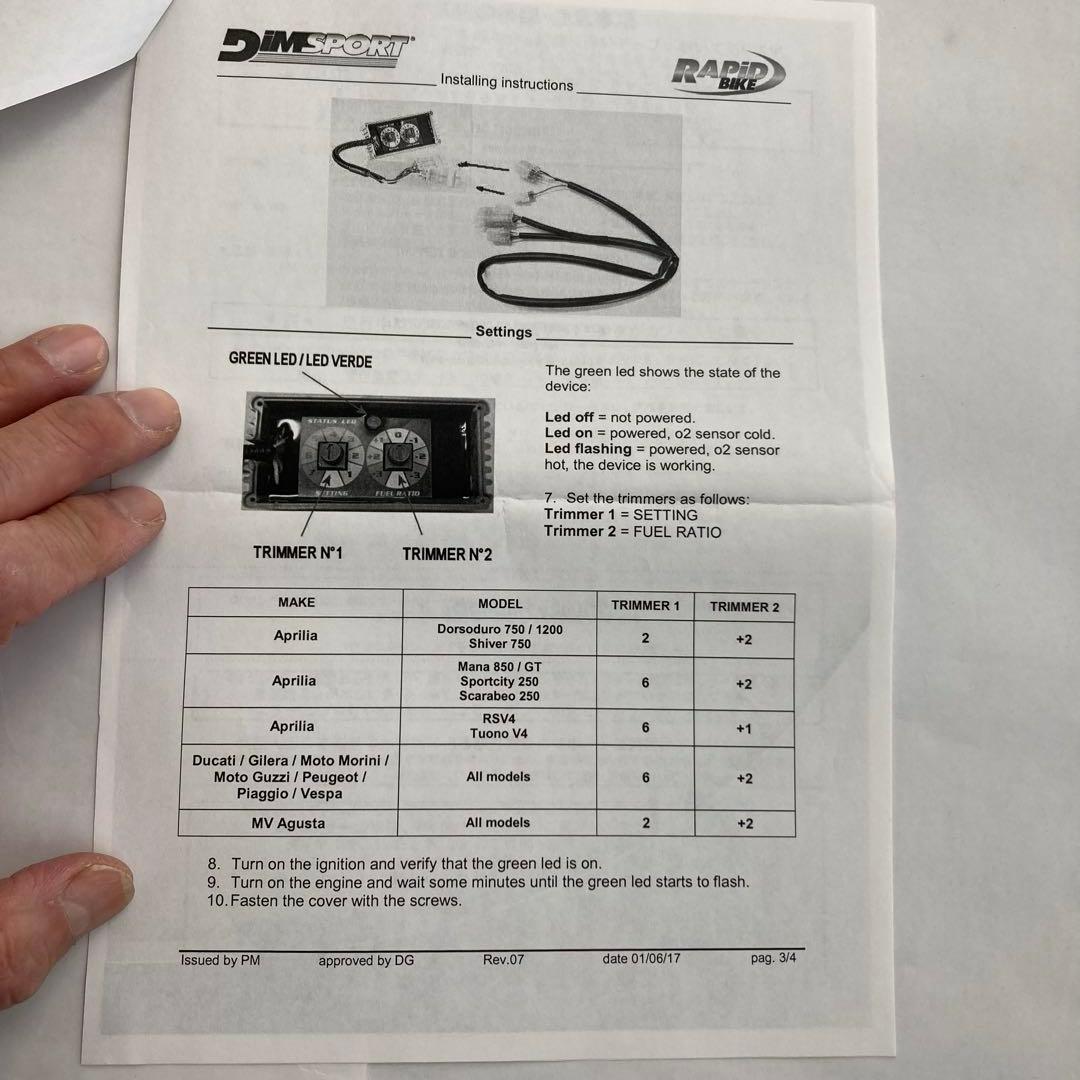 DiMSPORT
RAPiD
BIKE
Installing instructions
Settings
GREEN LED / LED VERDE
STATUS LED
SETTING
FUEL RATIO
TRIMMER N°1
TRIMMER N°2
The green led shows the state of the
device:
Led off = not powered.
Led on = powered, o2 sensor cold.
Led flashing = powered, o2 sensor
hot, the device is working.
7. Set the trimmers as follows:
Trimmer 1 = SETTING
Trimmer 2 = FUEL RATIO
MAKE MODEL TRIMMER 1 TRIMMER 2
Aprilia
Dorsoduro 750 / 1200
Shiver 750
2
+2
Aprilia
Mana 850 / GT
Sportcity 250
Scarabeo 250
6
+2
Aprilia
RSV4
Tuono V4
6
+1
Ducati / Gilera / Moto Morini /
Moto Guzzi / Peugeot /
Piaggio / Vespa
All models
6
+2
MV Agusta
All models
2
+2
8. Turn on the ignition and verify that the green led is on.
9. Turn on the engine and wait some minutes until the green led starts to flash.
10. Fasten the cover with the screws.
Issued by PM approved by DG Rev.07 date 01/06/17 pag. 3/4